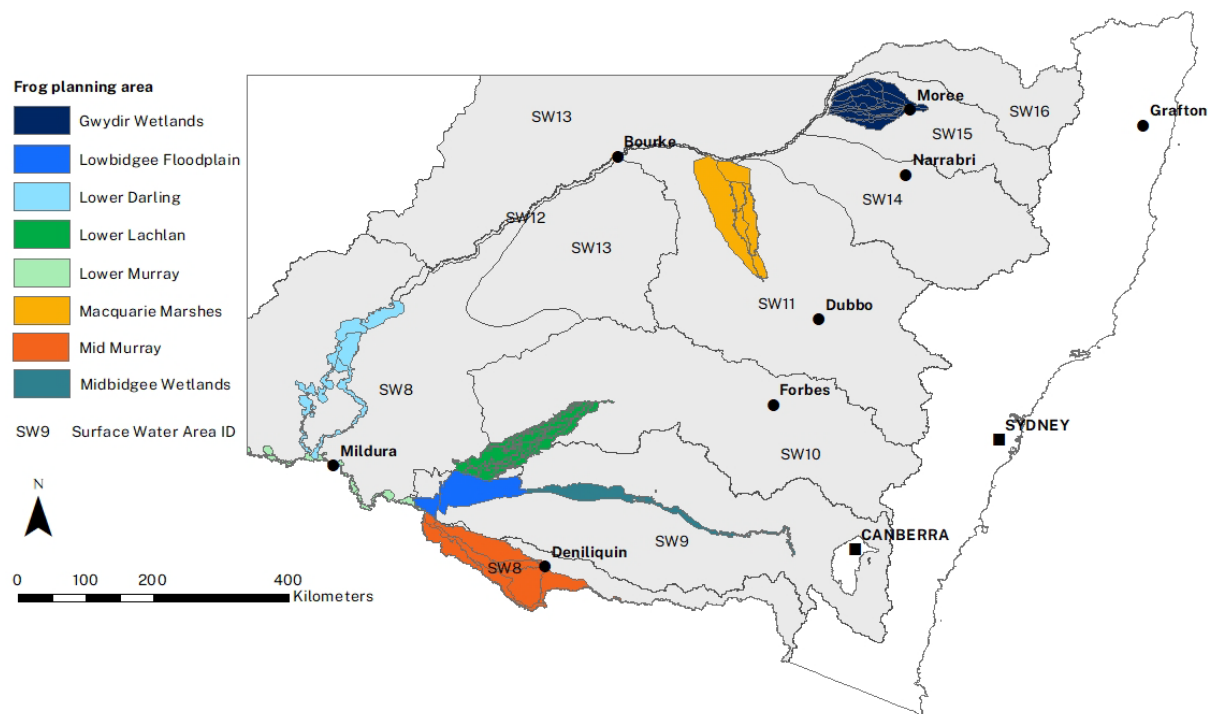 Frog planning area
Gwydir Wetlands
Lowbidgee Floodplain
Lower Darling
Lower Lachlan
Lower Murray
Macquarie Marshes
Mid Murray
Midbidgee Wetlands
SW9 Surface Water Area ID
N
0 100 200 400 Kilometers
Moree
SW16
Grafton
SW13
SW15
Bourke
Narrabri
SW14
SW12
SW13
SW11
Dubbo
SW8
Forbes
SYDNEY
Mildura
SW10
CANBERRA
SW9
Deniliquin
SW8